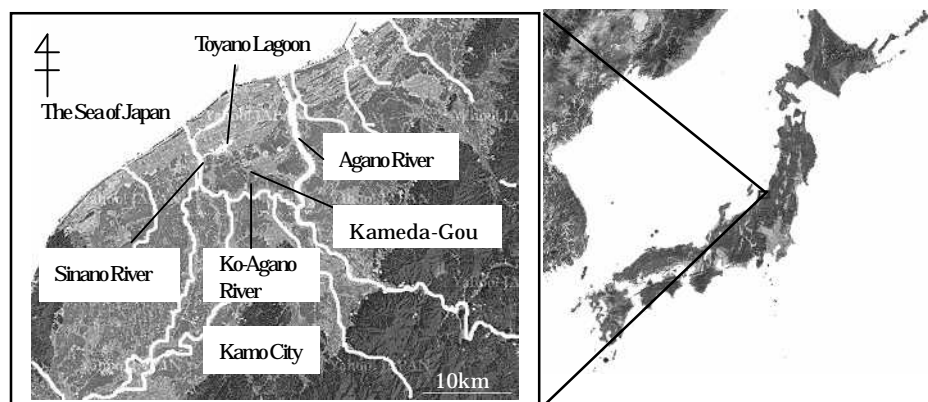 Toyano Lagoon
The Sea of Japan
Agano River
Kameda-Gou
Sinano River
Ko-Agano
River
Kamo City
10km